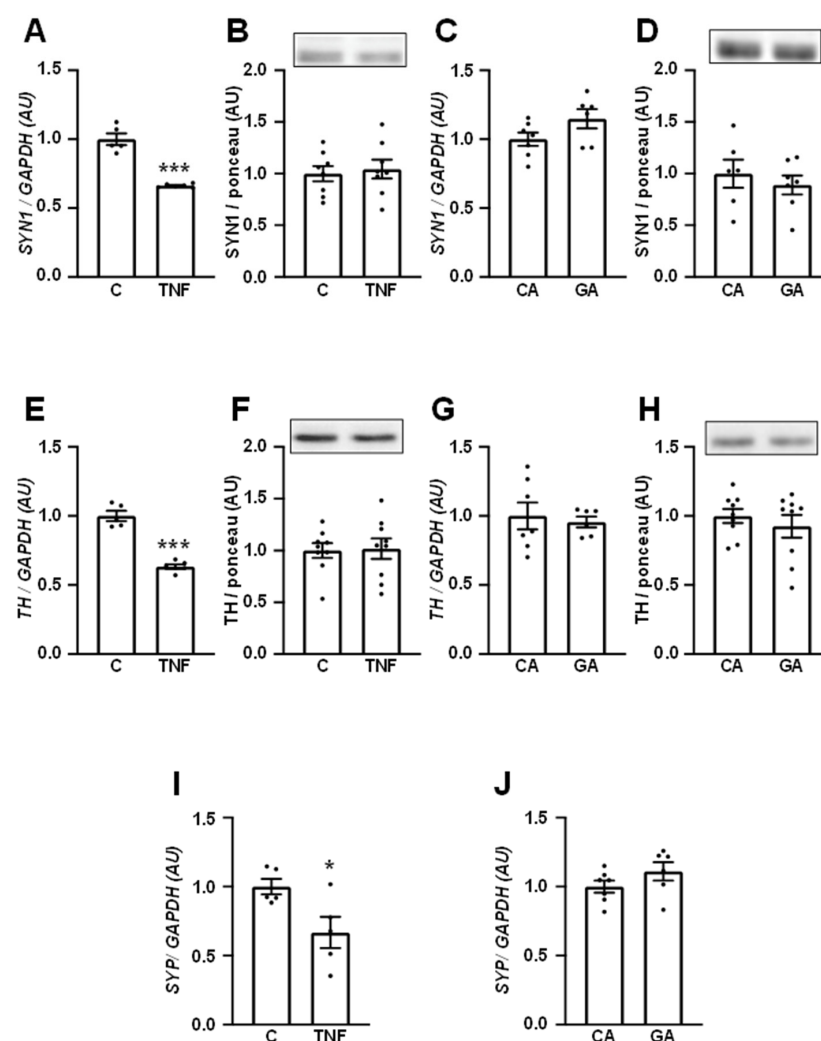 A
B
C
D
SYN1 / GAPDH (AU)
1.5
1.0
0.5
0.0
***
C
TNF
SYN1 / ponceau (AU)
2.0
1.5
1.0
0.5
0.0
C
TNF
SYN1 / GAPDH (AU)
1.5
1.0
0.5
0.0
CA
GA
SYN1 / ponceau (AU)
2.0
1.5
1.0
0.5
0.0
CA
GA
E
F
G
H
TH / GAPDH (AU)
1.5
1.0
0.5
0.0
***
C
TNF
TH / ponceau (AU)
2.0
1.5
1.0
0.5
0.0
C
TNF
TH / GAPDH (AU)
1.5
1.0
0.5
0.0
CA
GA
TH / ponceau (AU)
1.5
1.0
0.5
0.0
CA
GA
I
J
SYP/ GAPDH (AU)
1.5
1.0
0.5
0.0
*
C
TNF
SYP/ GAPDH (AU)
1.5
1.0
0.5
0.0
CA
GA